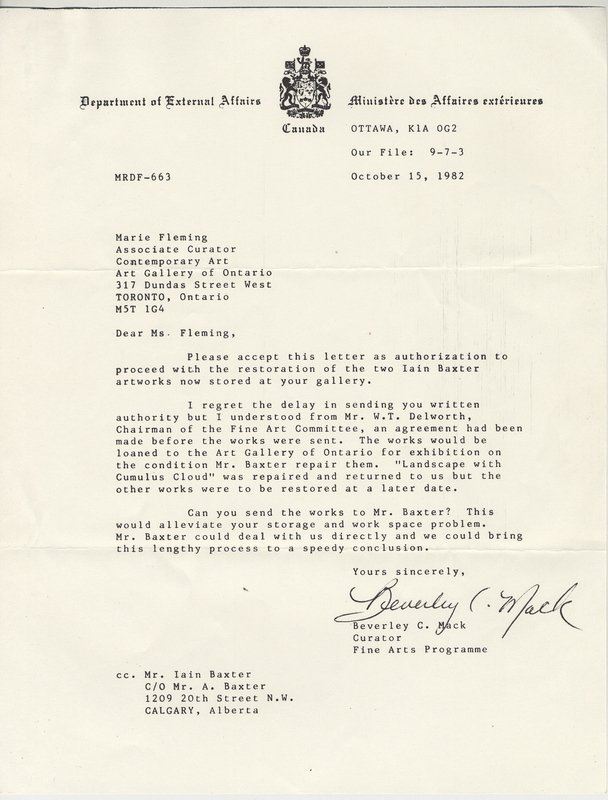 Department of External Affairs
Ministère des Affaires extérieures
Canada
OTTAWA, K1A 0G2
Our File: 9-7-3
MRDF-663
October 15, 1982
Marie Fleming
Associate Curator
Contemporary Art
Art Gallery of Ontario
317 Dundas Street West
TORONTO, Ontario
M5T 1G4
Dear Ms. Fleming,
Please accept this letter as authorization to
proceed with the restoration of the two Iain Baxter
artworks now stored at your gallery.
I regret the delay in sending you written
authority but I understood from Mr. W.T. Delworth,
Chairman of the Fine Art Committee, an agreement had been
made before the works were sent. The works would be
loaned to the Art Gallery of Ontario for exhibition on
the condition Mr. Baxter repair them. "Landscape with
Cumulus Cloud" was repaired and returned to us but the
other works were to be restored at a later date.
Can you send the works to Mr. Baxter? This
would alleviate your storage and work space problem.
Mr. Baxter could deal with us directly and we could bring
this lengthy process to a speedy conclusion.
Yours sincerely,
Beverley C. Mack
Beverley C. Mack
Curator
Fine Arts Programme
cc. Mr. Iain Baxter
C/O Mr. A. Baxter
1209 20th Street N.W.
CALGARY, Alberta